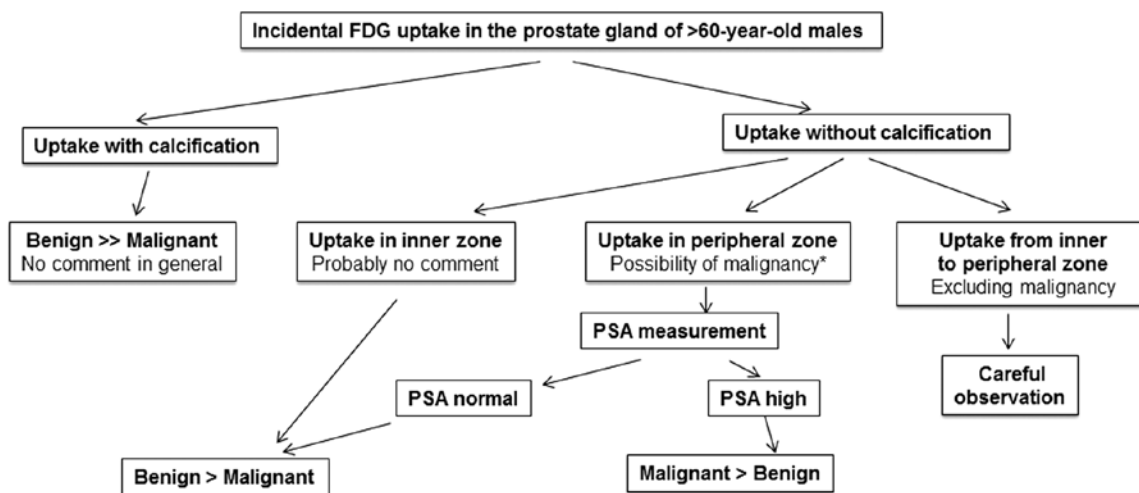 Incidental FDG uptake in the prostate gland of >60-year-old males
Uptake with calcification
Uptake without calcification
Benign >> Malignant
No comment in general
Uptake in inner zone
Probably no comment
Uptake in peripheral zone
Possibility of malignancy*
Uptake from inner
to peripheral zone
Excluding malignancy
PSA measurement
Careful
observation
PSA normal
PSA high
Benign > Malignant
Malignant > Benign